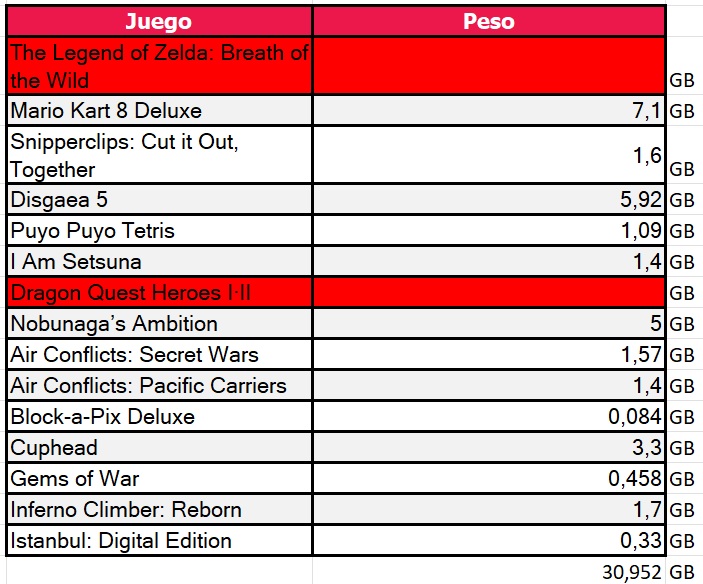 Juego Peso
The Legend of Zelda: Breath of
the Wild GB
Mario Kart 8 Deluxe 7,1 GB
Snipperclips: Cut it Out,
Together 1,6 GB
Disgaea 5 5,92 GB
Puyo Puyo Tetris 1,09 GB
I Am Setsuna 1,4 GB
Dragon Quest Heroes I·II GB
Nobunaga’s Ambition 5 GB
Air Conflicts: Secret Wars 1,57 GB
Air Conflicts: Pacific Carriers 1,4 GB
Block-a-Pix Deluxe 0,084 GB
Cuphead 3,3 GB
Gems of War 0,458 GB
Inferno Climber: Reborn 1,7 GB
Istanbul: Digital Edition 0,33 GB
30,952 GB